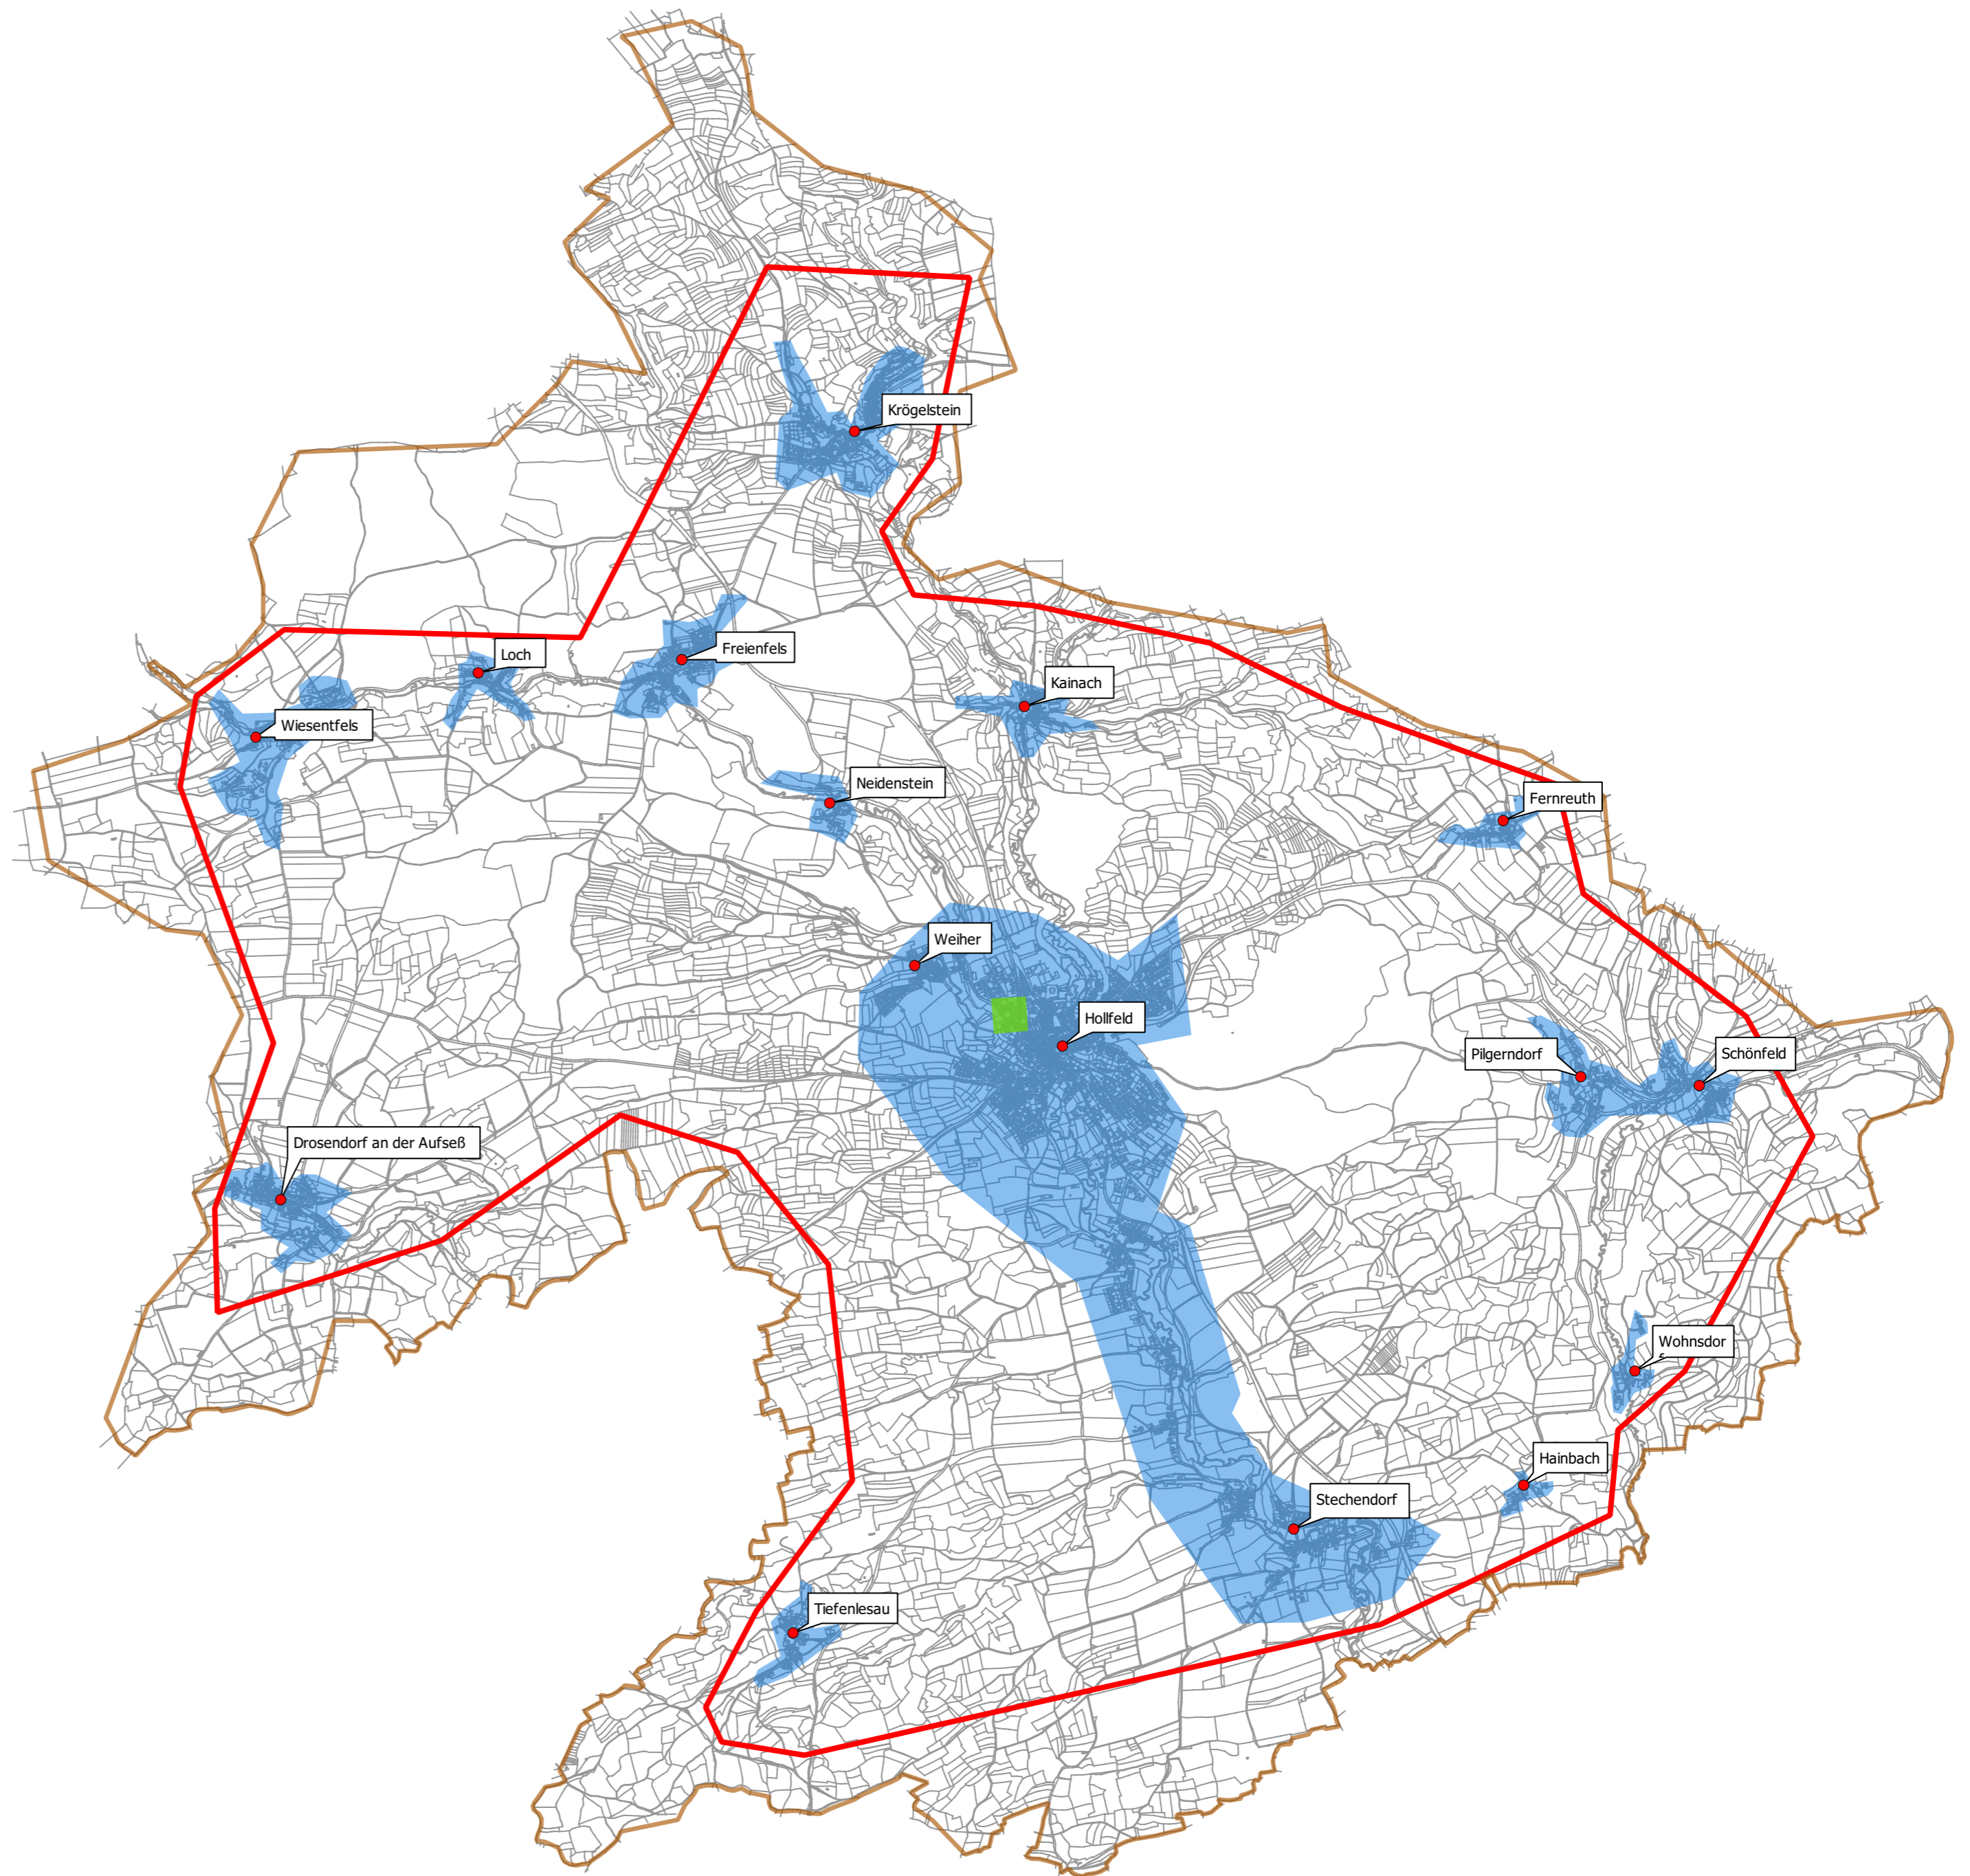 Krögelstein
Loch
Freienfels
Kainach
Wiesentfels
Neidenstein
Fernreuth
Weiher
Hollfeld
Pilgerndorf
Schönfeld
Drosendorf an der Aufseß
Wohnsdor
f
Hainbach
Stechendorf
Tiefenlesau